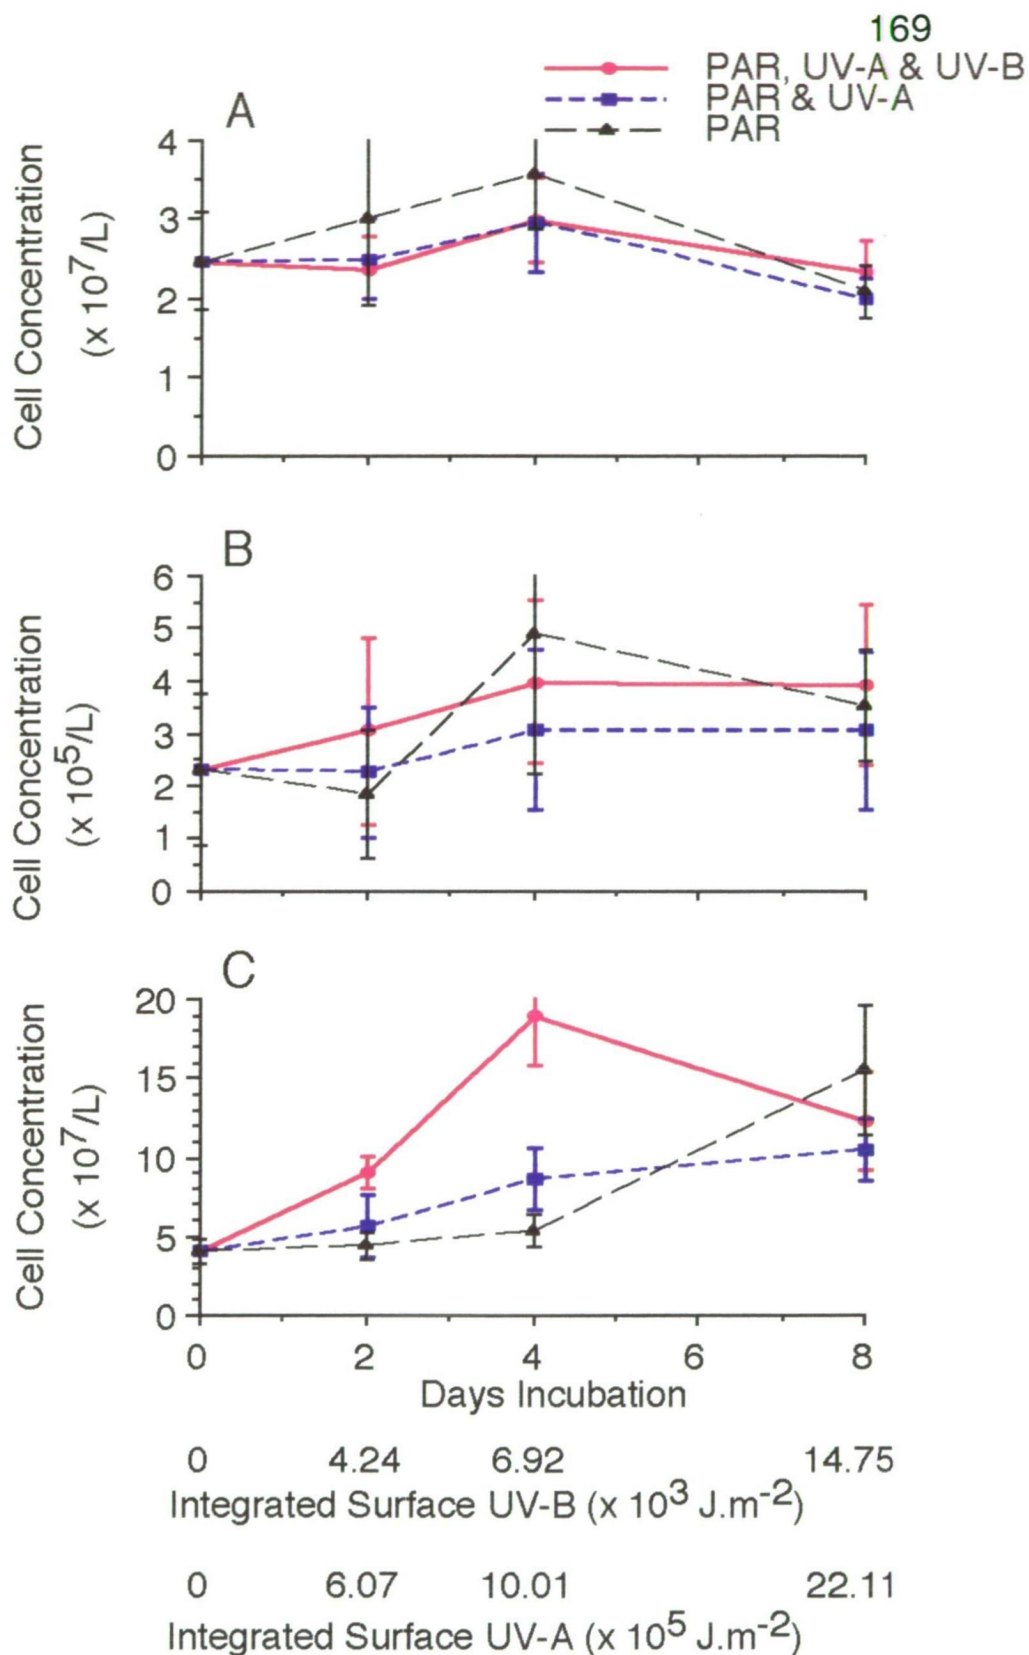 169
PAR, UV-A & UV-B
PAR & UV-A
PAR
A
Cell Concentration
(x 10⁷/L)
4
3
2
1
0
B
Cell Concentration
(x 10⁵/L)
6
5
4
3
2
1
0
C
Cell Concentration
(x 10⁷/L)
20
15
10
5
0
0 2 4 6 8
Days Incubation
0 4.24 6.92 14.75
Integrated Surface UV-B (x 10³ J.m⁻²)
0 6.07 10.01 22.11
Integrated Surface UV-A (x 10⁵ J.m⁻²)